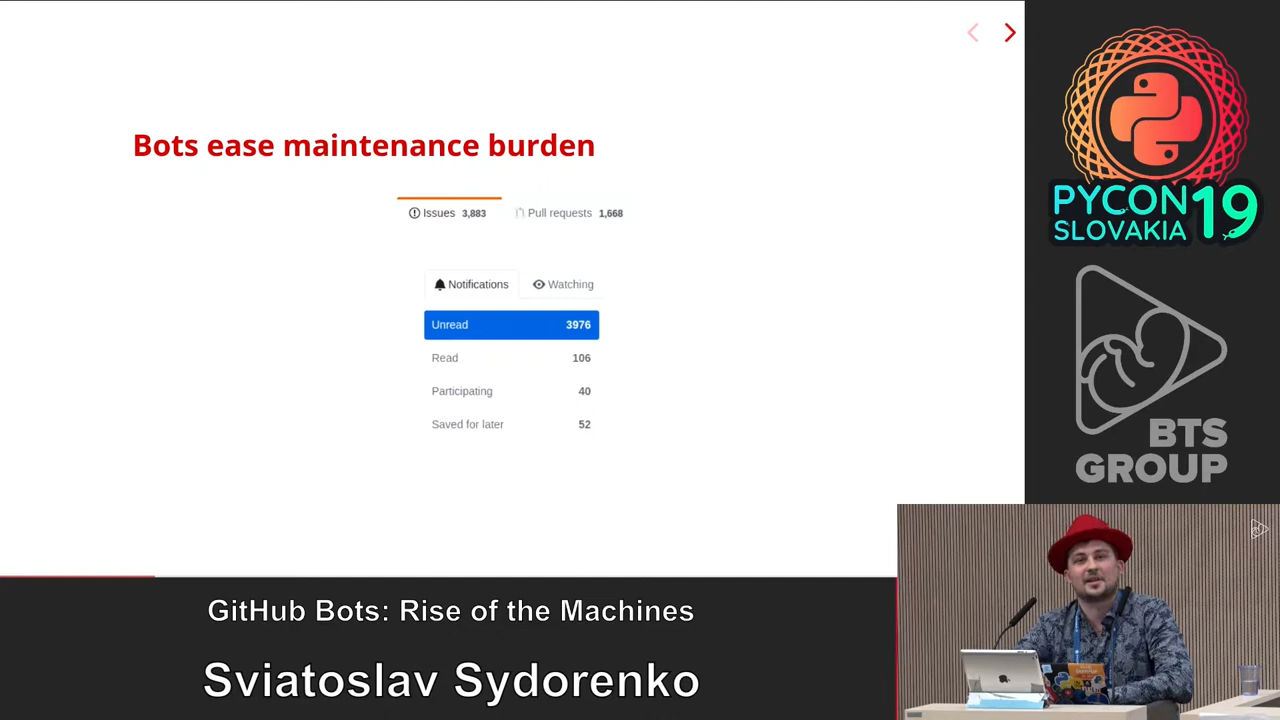 Bots ease maintenance burden
Issues 3,883 Pull requests 1,668
Notifications Watching
Unread 3976
Read 106
Participating 40
Saved for later 52
PYCON 19
SLOVAKIA
BTS
GROUP
GitHub Bots: Rise of the Machines
Sviatoslav Sydorenko